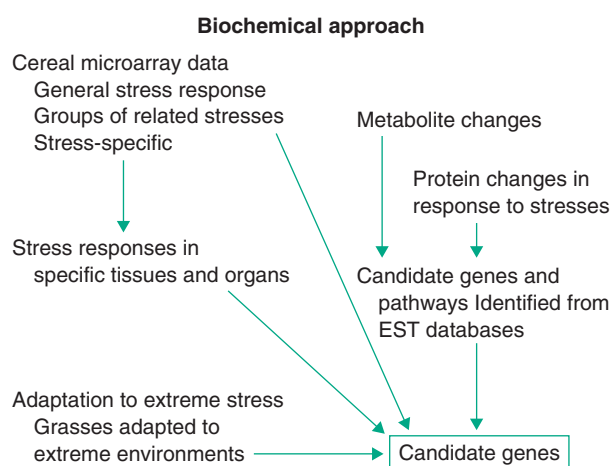 Biochemical approach
Cereal microarray data
General stress response
Groups of related stresses
Stress-specific
Metabolite changes
Protein changes in
response to stresses
Stress responses in
specific tissues and organs
Candidate genes and
pathways Identified from
EST databases
Adaptation to extreme stress
Grasses adapted to
extreme environments
Candidate genes